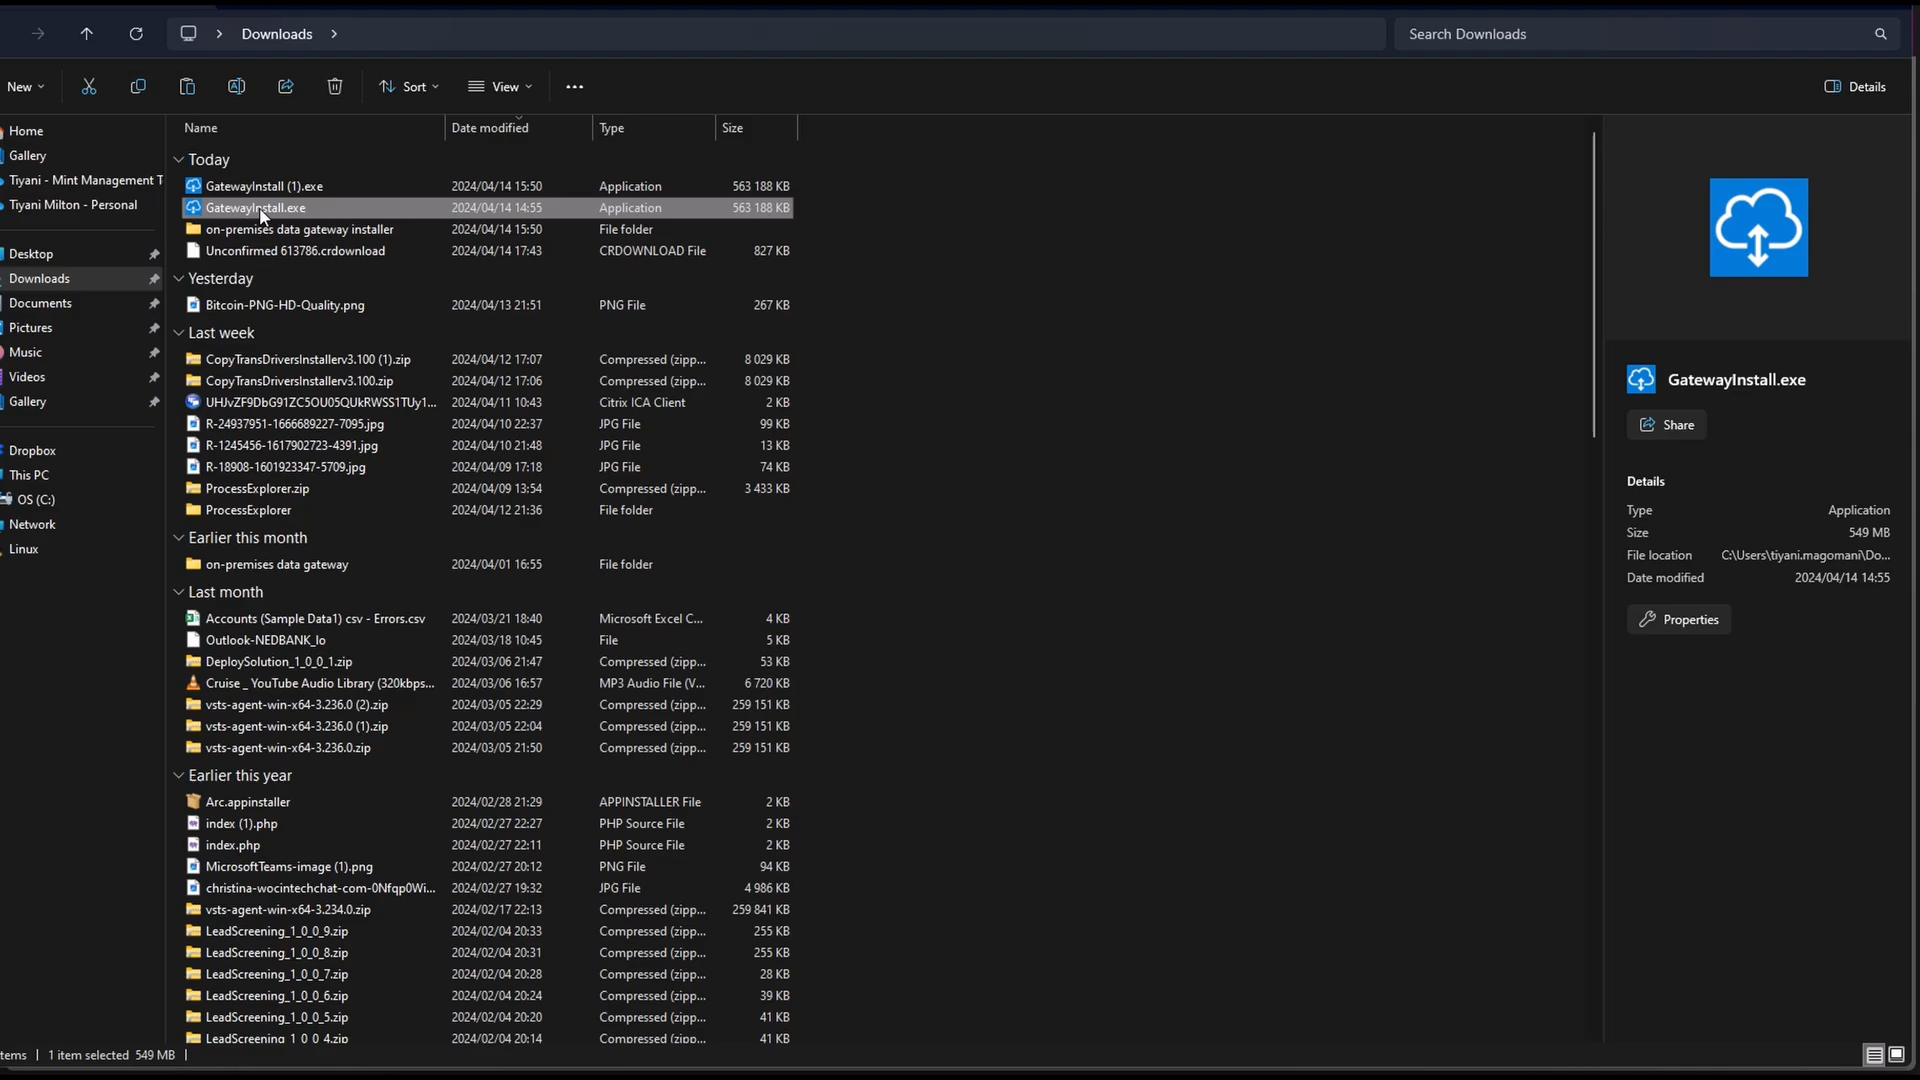 Downloads
Search Downloads
New
Sort
View
Details
Home
Gallery
Tiyani - Mint Management T
Tiyani Milton - Personal
Desktop
Downloads
Documents
Pictures
Music
Videos
Gallery
Dropbox
This PC
OS (C:)
Network
Linux
Name Date modified Type Size
Today
GatewayInstall (1).exe 2024/04/14 15:50 Application 563 188 KB
GatewayInstall.exe 2024/04/14 14:55 Application 563 188 KB
on-premises data gateway installer 2024/04/14 15:50 File folder
Unconfirmed 613786.crdownload 2024/04/14 17:43 CRDOWNLOAD File 827 KB
Yesterday
Bitcoin-PNG-HD-Quality.png 2024/04/13 21:51 PNG File 267 KB
Last week
CopyTransDriversInstallerv3.100 (1).zip 2024/04/12 17:07 Compressed (zipp... 8 029 KB
CopyTransDriversInstallerv3.100.zip 2024/04/12 17:06 Compressed (zipp... 8 029 KB
UHJvZF9DbG91ZC5OU05QUkRWSS1TUy1... 2024/04/11 10:43 Citrix ICA Client 2 KB
R-24937951-1666689227-7095.jpg 2024/04/10 22:37 JPG File 99 KB
R-1245456-1617902723-4391.jpg 2024/04/10 21:48 JPG File 13 KB
R-18908-1601923347-5709.jpg 2024/04/09 17:18 JPG File 74 KB
ProcessExplorer.zip 2024/04/09 13:54 Compressed (zipp... 3 433 KB
ProcessExplorer 2024/04/12 21:36 File folder
Earlier this month
on-premises data gateway 2024/04/01 16:55 File folder
Last month
Accounts (Sample Data1) csv - Errors.csv 2024/03/21 18:40 Microsoft Excel C... 4 KB
Outlook-NEDBANK_lo 2024/03/18 10:45 File 5 KB
DeploySolution_1_0_0_1.zip 2024/03/06 21:47 Compressed (zipp... 53 KB
Cruise _ YouTube Audio Library (320kbps... 2024/03/06 16:57 MP3 Audio File (V... 6 720 KB
vsts-agent-win-x64-3.236.0 (2).zip 2024/03/05 22:29 Compressed (zipp... 259 151 KB
vsts-agent-win-x64-3.236.0 (1).zip 2024/03/05 22:04 Compressed (zipp... 259 151 KB
vsts-agent-win-x64-3.236.0.zip 2024/03/05 21:50 Compressed (zipp... 259 151 KB
Earlier this year
Arc.appinstaller 2024/02/28 21:29 APPINSTALLER File 2 KB
index (1).php 2024/02/27 22:27 PHP Source File 2 KB
index.php 2024/02/27 22:11 PHP Source File 2 KB
MicrosoftTeams-image (1).png 2024/02/27 20:12 PNG File 94 KB
christina-wocintechchat-com-0Nfqp0Wi... 2024/02/27 19:32 JPG File 4 986 KB
vsts-agent-win-x64-3.234.0.zip 2024/02/17 22:13 Compressed (zipp... 259 841 KB
LeadScreening_1_0_0_9.zip 2024/02/04 20:33 Compressed (zipp... 255 KB
LeadScreening_1_0_0_8.zip 2024/02/04 20:31 Compressed (zipp... 255 KB
LeadScreening_1_0_0_7.zip 2024/02/04 20:28 Compressed (zipp... 28 KB
LeadScreening_1_0_0_6.zip 2024/02/04 20:24 Compressed (zipp... 39 KB
LeadScreening_1_0_0_5.zip 2024/02/04 20:20 Compressed (zipp... 41 KB
LeadScreening_1_0_0_4.zip 2024/02/04 20:14 Compressed (zipp... 41 KB
GatewayInstall.exe
Share
Details
Type Application
Size 549 MB
File location C:\Users\tiyani.magomani\Do...
Date modified 2024/04/14 14:55
Properties
tems 1 item selected 549 MB